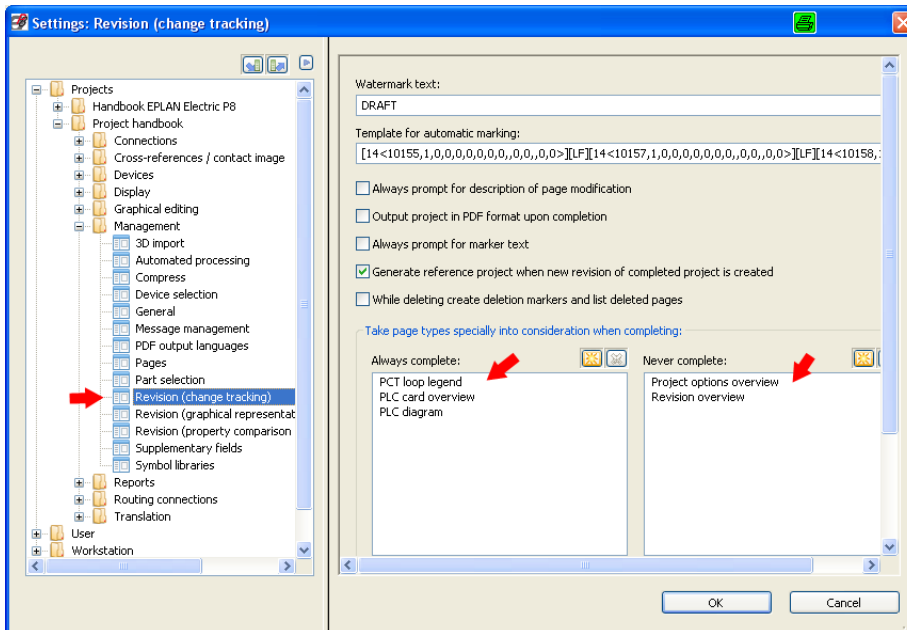 Settings: Revision (change tracking)
Projects
Handbook EPLAN Electric P8
Project handbook
Connections
Cross-references / contact image
Devices
Display
Graphical editing
Management
3D import
Automated processing
Compress
Device selection
General
Message management
PDF output languages
Pages
Part selection
Revision (change tracking)
Revision (graphical representat
Revision (property comparison
Supplementary fields
Symbol libraries
Reports
Routing connections
Translation
User
Workstation
Watermark text:
DRAFT
Template for automatic marking:
[14<10155,1,0,0,0,0,0,0,0,,0,0,,0,0>][LF][14<10157,1,0,0,0,0,0,0,0,,0,0,,0,0>][LF][14<10158,:
Always prompt for description of page modification
Output project in PDF format upon completion
Always prompt for marker text
Generate reference project when new revision of completed project is created
While deleting create deletion markers and list deleted pages
Take page types specially into consideration when completing:
Always complete:
PCT loop legend
PLC card overview
PLC diagram
Never complete:
Project options overview
Revision overview
OK
Cancel